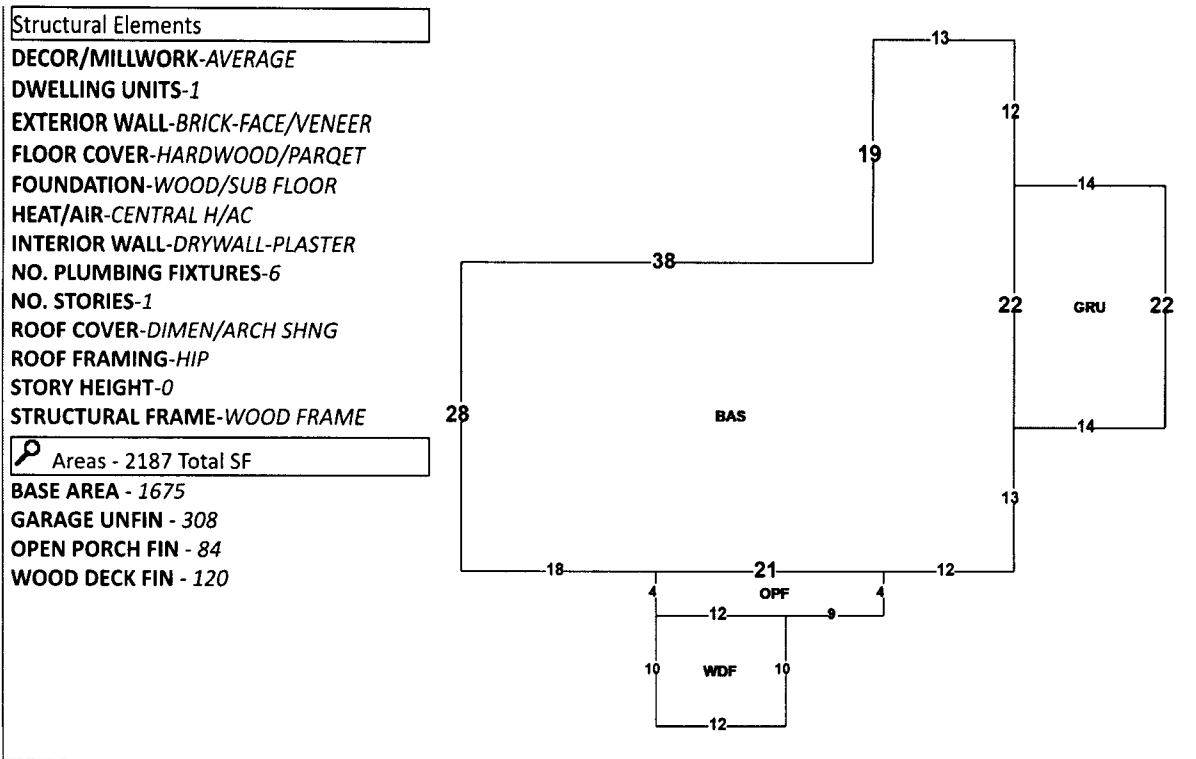 Structural Elements
DECOR/MILLWORK-AVERAGE
DWELLING UNITS-1
EXTERIOR WALL-BRICK-FACE/VENEER
FLOOR COVER-HARDWOOD/PARQET
FOUNDATION-WOOD/SUB FLOOR
HEAT/AIR-CENTRAL H/AC
INTERIOR WALL-DRYWALL-PLASTER
NO. PLUMBING FIXTURES-6
NO. STORIES-1
ROOF COVER-DIMEN/ARCH SHNG
ROOF FRAMING-HIP
STORY HEIGHT-0
STRUCTURAL FRAME-WOOD FRAME
Areas - 2187 Total SF
BASE AREA - 1675
GARAGE UNFIN - 308
OPEN PORCH FIN - 84
WOOD DECK FIN - 120
13
12
19
14
38
22 GRU 22
28 BAS
14
13
18 21 12
4 OPF 4
12 9
10 WDF 10
12